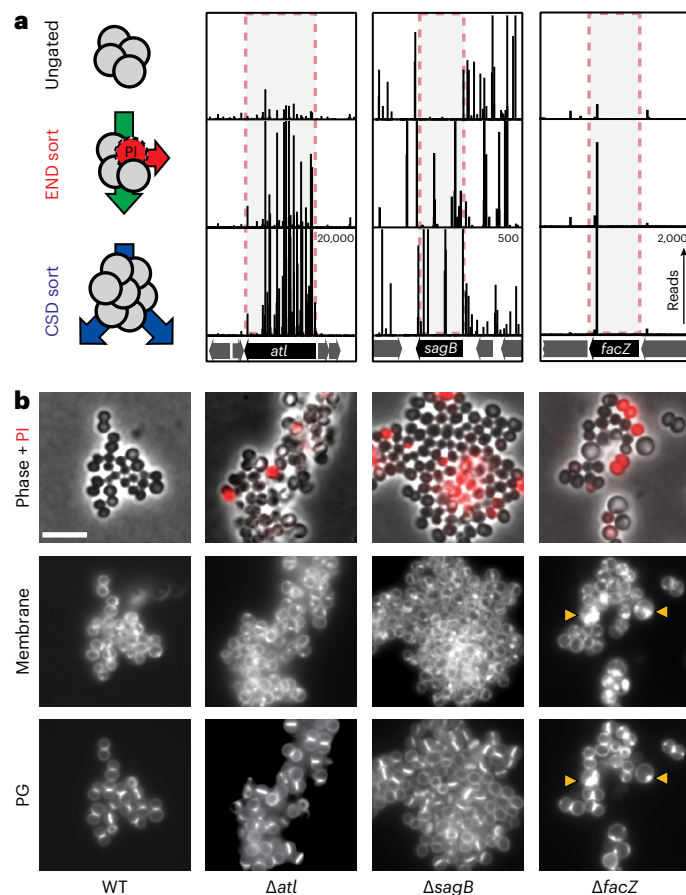 a
Ungated
END sort
PI
CSD sort
20,000
500
2,000
Reads
atl
sagB
facZ
b
Phase + PI
Membrane
PG
WT
Δatl
ΔsagB
ΔfacZ